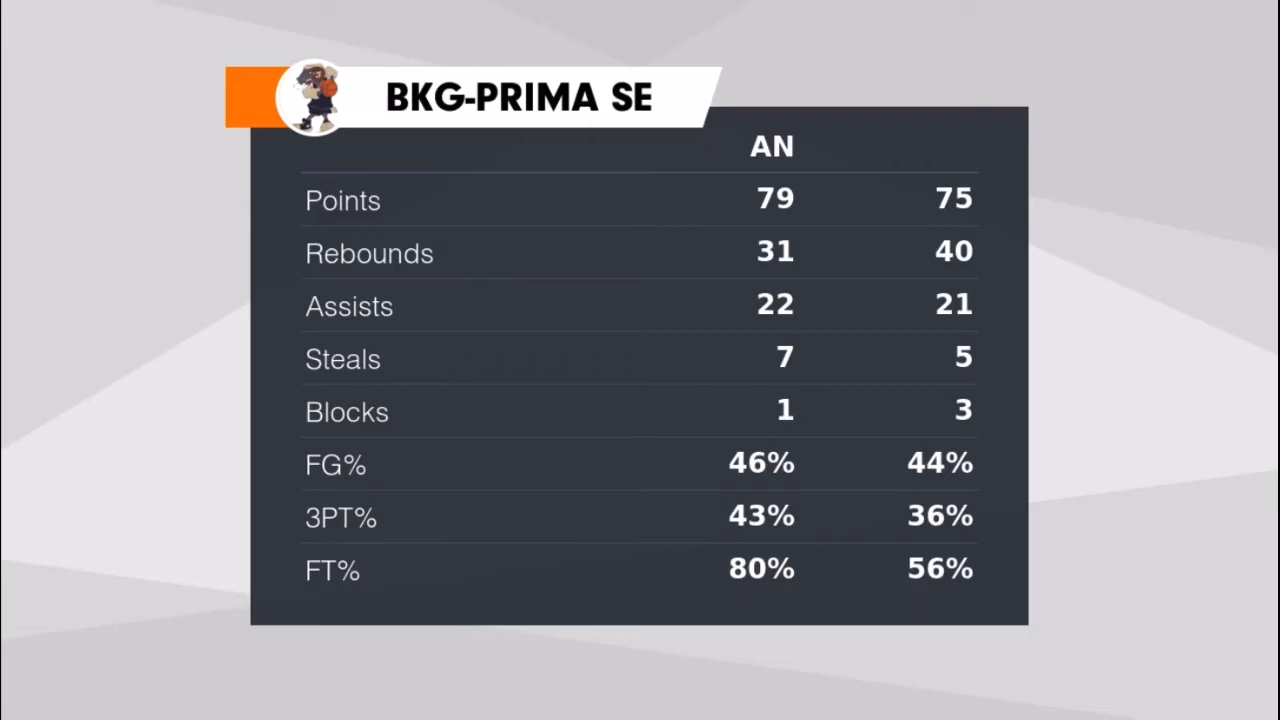 BKG-PRIMA SE
AN
Points 79 75
Rebounds 31 40
Assists 22 21
Steals 7 5
Blocks 1 3
FG% 46% 44%
3PT% 43% 36%
FT% 80% 56%